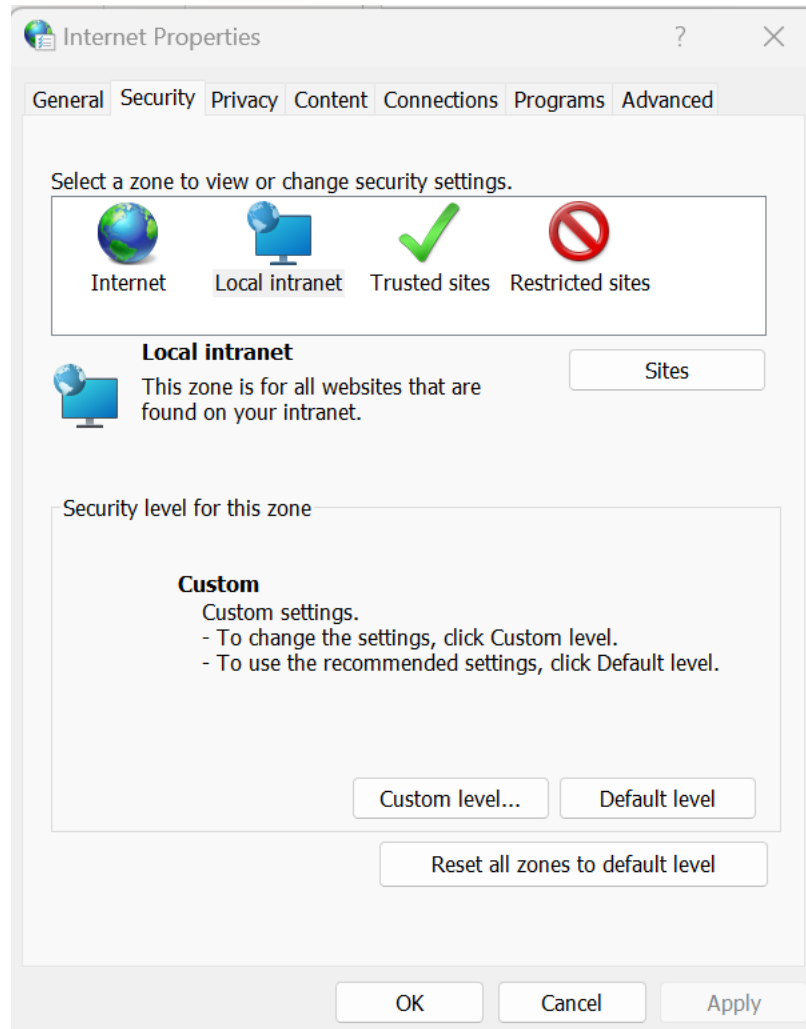 Internet Properties
?
General Security Privacy Content Connections Programs Advanced
Select a zone to view or change security settings.
Internet Local intranet Trusted sites Restricted sites
Local intranet
This zone is for all websites that are
found on your intranet.
Sites
Security level for this zone
Custom
Custom settings.
- To change the settings, click Custom level.
- To use the recommended settings, click Default level.
Custom level... Default level
Reset all zones to default level
OK Cancel Apply